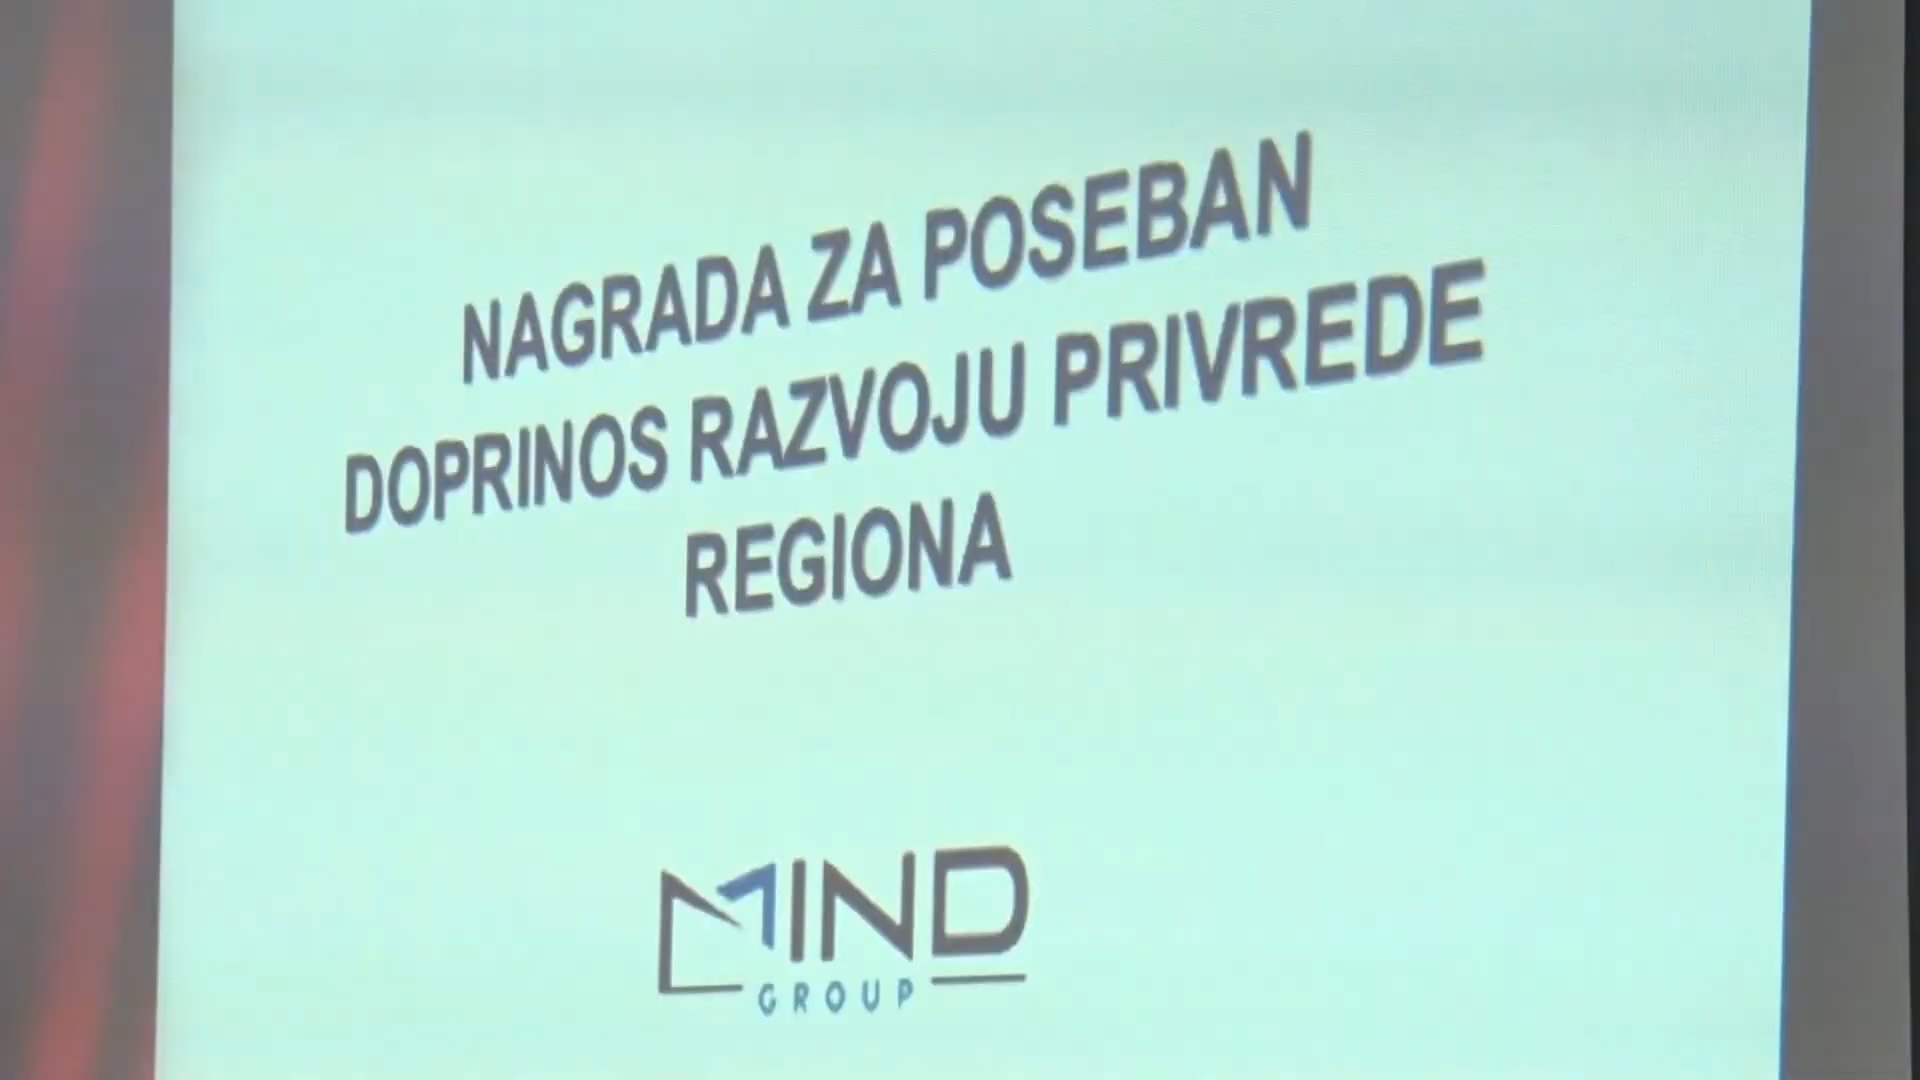 NAGRADA ZA POSEBAN
DOPRINOS RAZVOJU PRIVREDE
REGIONA
MIND
GROUP